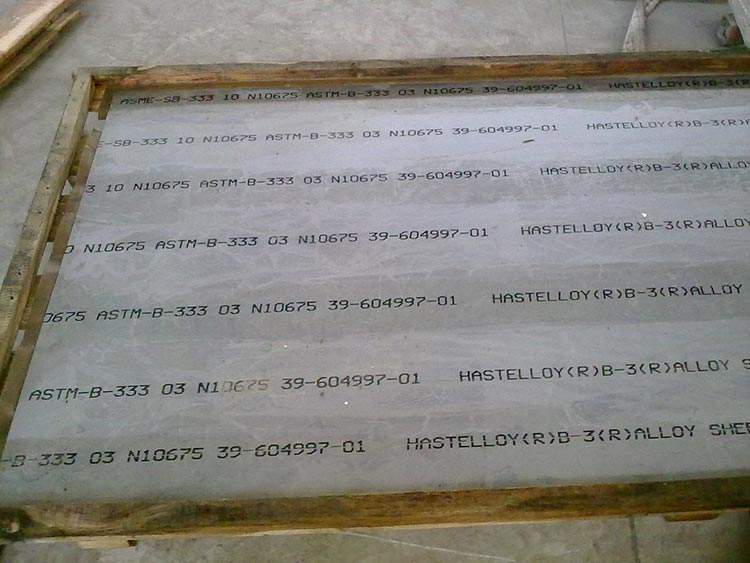 ASME-SB-333 10 N10675 ASTM-B-333 03 N10675 39-604997-01 HASTELLOY(R)B-3(R)
-SB-333 10 N10675 ASTM-B-333 03 N10675 39-604997-01 HASTELLOY(R)B-3(R)
3 10 N10675 ASTM-B-333 03 N10675 39-604997-01 HASTELLOY(R)B-3(R)A
0 N10675 ASTM-B-333 03 N10675 39-604997-01 HASTELLOY(R)B-3(R)ALLOY
0675 ASTM-B-333 03 N10675 39-604997-01 HASTELLOY(R)B-3(R)ALLOY
ASTM-B-333 03 N10675 39-604997-01 HASTELLOY(R)B-3(R)ALLOY S
-B-333 03 N10675 39-604997-01 HASTELLOY(R)B-3(R)ALLOY SHEE